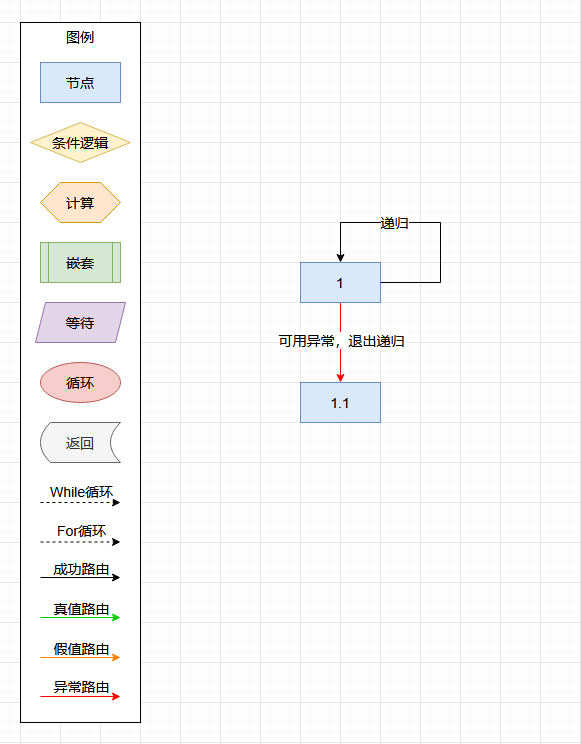 图例
节点
条件逻辑
计算
嵌套
等待
循环
返回
While循环
For循环
成功路由
真值路由
假值路由
异常路由
递归
1
可用异常，退出递归
1.1